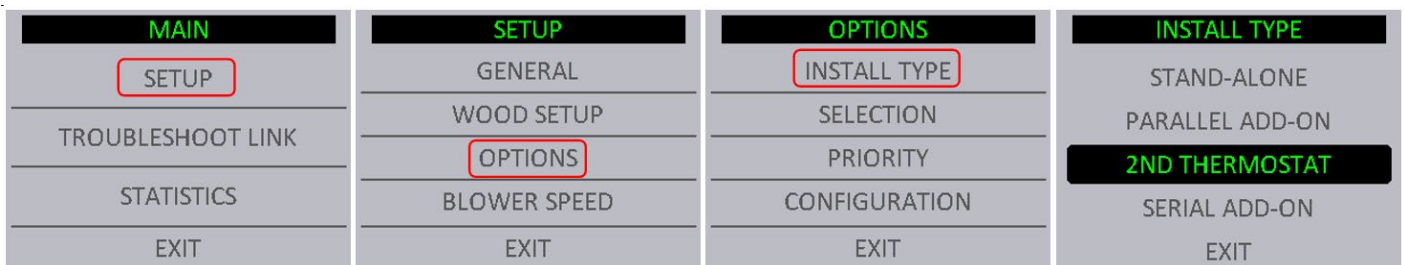 MAIN
SETUP
TROUBLESHOOT LINK
STATISTICS
EXIT
SETUP
GENERAL
WOOD SETUP
OPTIONS
BLOWER SPEED
EXIT
OPTIONS
INSTALL TYPE
SELECTION
PRIORITY
CONFIGURATION
EXIT
INSTALL TYPE
STAND-ALONE
PARALLEL ADD-ON
2ND THERMOSTAT
SERIAL ADD-ON
EXIT